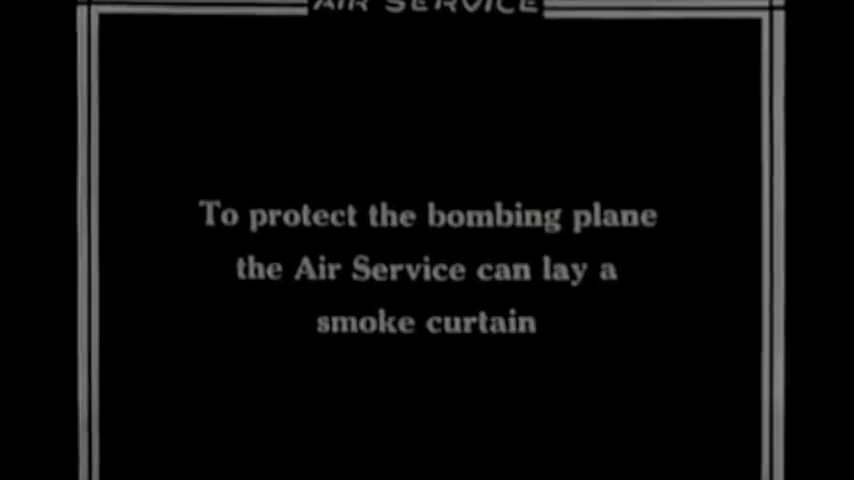 AIR SERVICE
To protect the bombing plane
the Air Service can lay a
smoke curtain